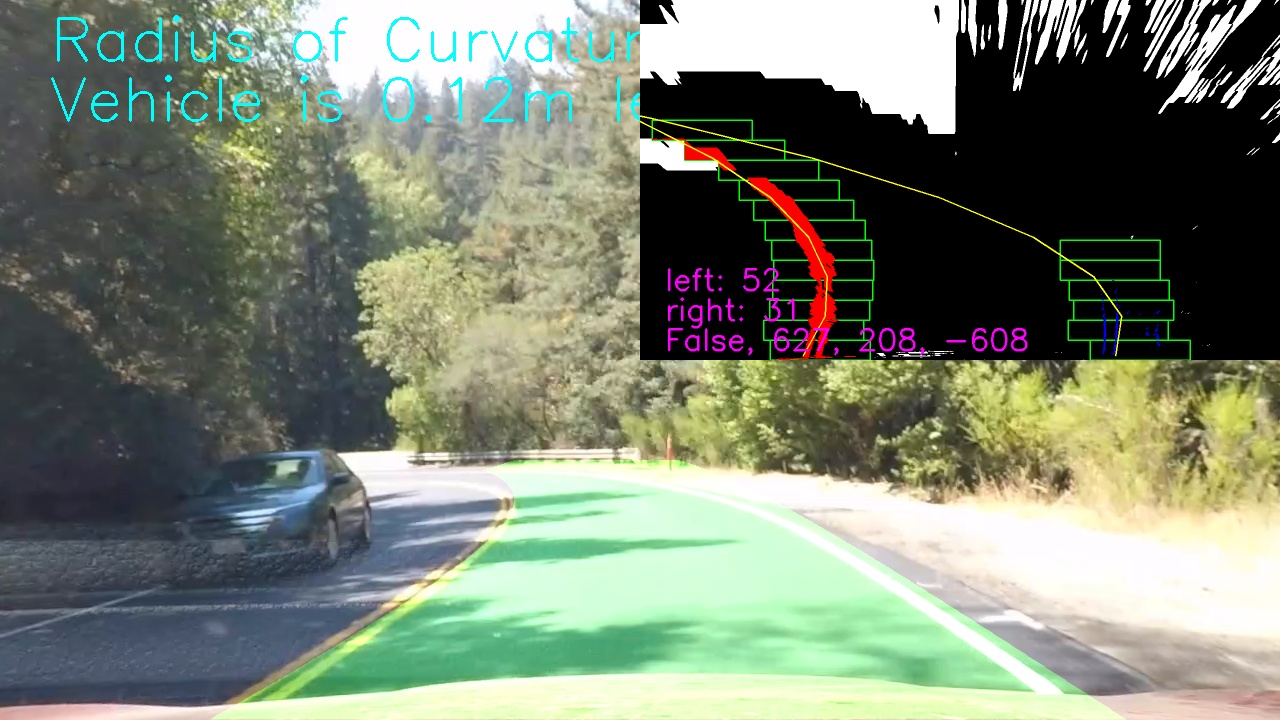 Radius of Curvatur
Vehicle is 0.12m le
left: 52
right: 31
False, 627, 208, -608